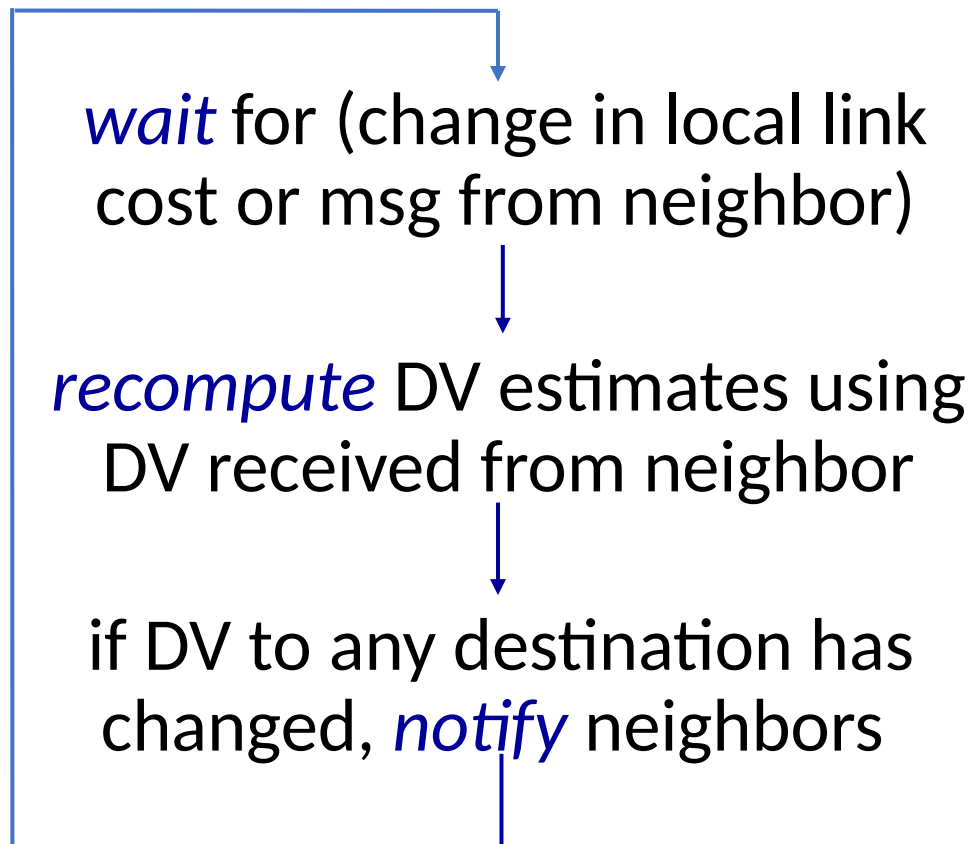 wait for (change in local link
cost or msg from neighbor)
recompute DV estimates using
DV received from neighbor
if DV to any destination has
changed, notify neighbors